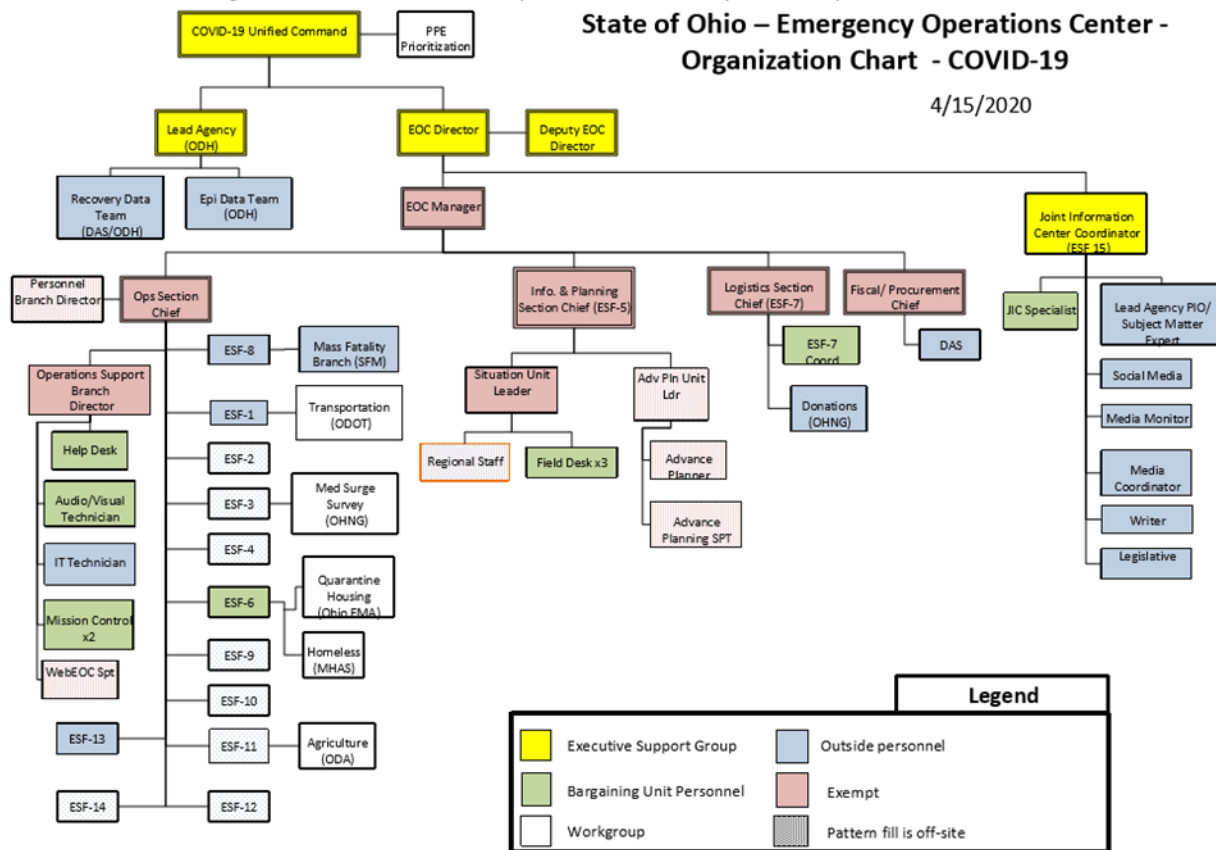 State of Ohio – Emergency Operations Center -
Organization Chart - COVID-19
4/15/2020
COVID-19 Unified Command
PPE
Prioritization
Lead Agency
(ODH)
EOC Director
Deputy EOC
Director
Recovery Data
Team
(DAS/ODH)
Epi Data Team
(ODH)
EOC Manager
Joint Information
Center Coordinator
(ESF 15)
Personnel
Branch Director
Ops Section
Chief
Info. & Planning
Section Chief (ESF-5)
Logistics Section
Chief (ESF-7)
Fiscal/ Procurement
Chief
JIC Specialist
Lead Agency PIO/
Subject Matter
Expert
Social Media
Media Monitor
Media
Coordinator
Writer
Legislative
ESF-8
Mass Fatality
Branch (SFM)
Operations Support
Branch
Director
ESF-1
Transportation
(ODOT)
Help Desk
ESF-2
Audio/Visual
Technician
ESF-3
Med Surge
Survey
(OHNG)
IT Technician
ESF-4
Mission Control
x2
ESF-6
Quarantine
Housing
(Ohio EMA)
Homeless
(MHAS)
WebEOC Spt
ESF-9
ESF-10
ESF-13
ESF-11
Agriculture
(ODA)
ESF-14
ESF-12
Situation Unit
Leader
Adv Pln Unit
Ldr
Regional Staff
Field Desk x3
Advance
Planner
Advance
Planning SPT
ESF-7
Coord
Donations
(OHNG)
DAS
Legend
Executive Support Group
Outside personnel
Bargaining Unit Personnel
Exempt
Workgroup
Pattern fill is off-site